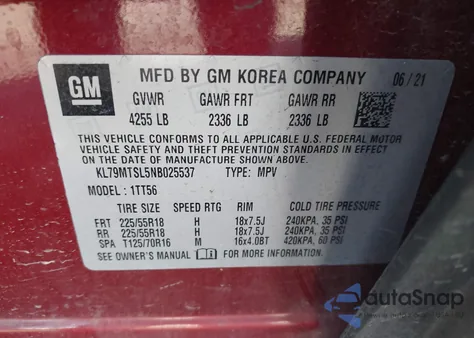 GM
MFD BY GM KOREA COMPANY 06/21
GVWR GAWR FRT GAWR RR
4255 LB 2336 LB 2336 LB
THIS VEHICLE CONFORMS TO ALL APPLICABLE U.S. FEDERAL MOTOR
VEHICLE SAFETY AND THEFT PREVENTION STANDARDS IN EFFECT
ON THE DATE OF MANUFACTURE SHOWN ABOVE.
KL79MTSL5NB025537 TYPE: MPV
MODEL: 1TT56
TIRE SIZE SPEED RTG RIM COLD TIRE PRESSURE
FRT 225/55R18 H 18x7.5J 240KPA, 35 PSI
RR 225/55R18 H 18x7.5J 240KPA, 35 PSI
SPA T125/70R16 M 16x4.0BT 420KPA, 60 PSI
SEE OWNER'S MANUAL FOR MORE INFORMATION.
autoSnap